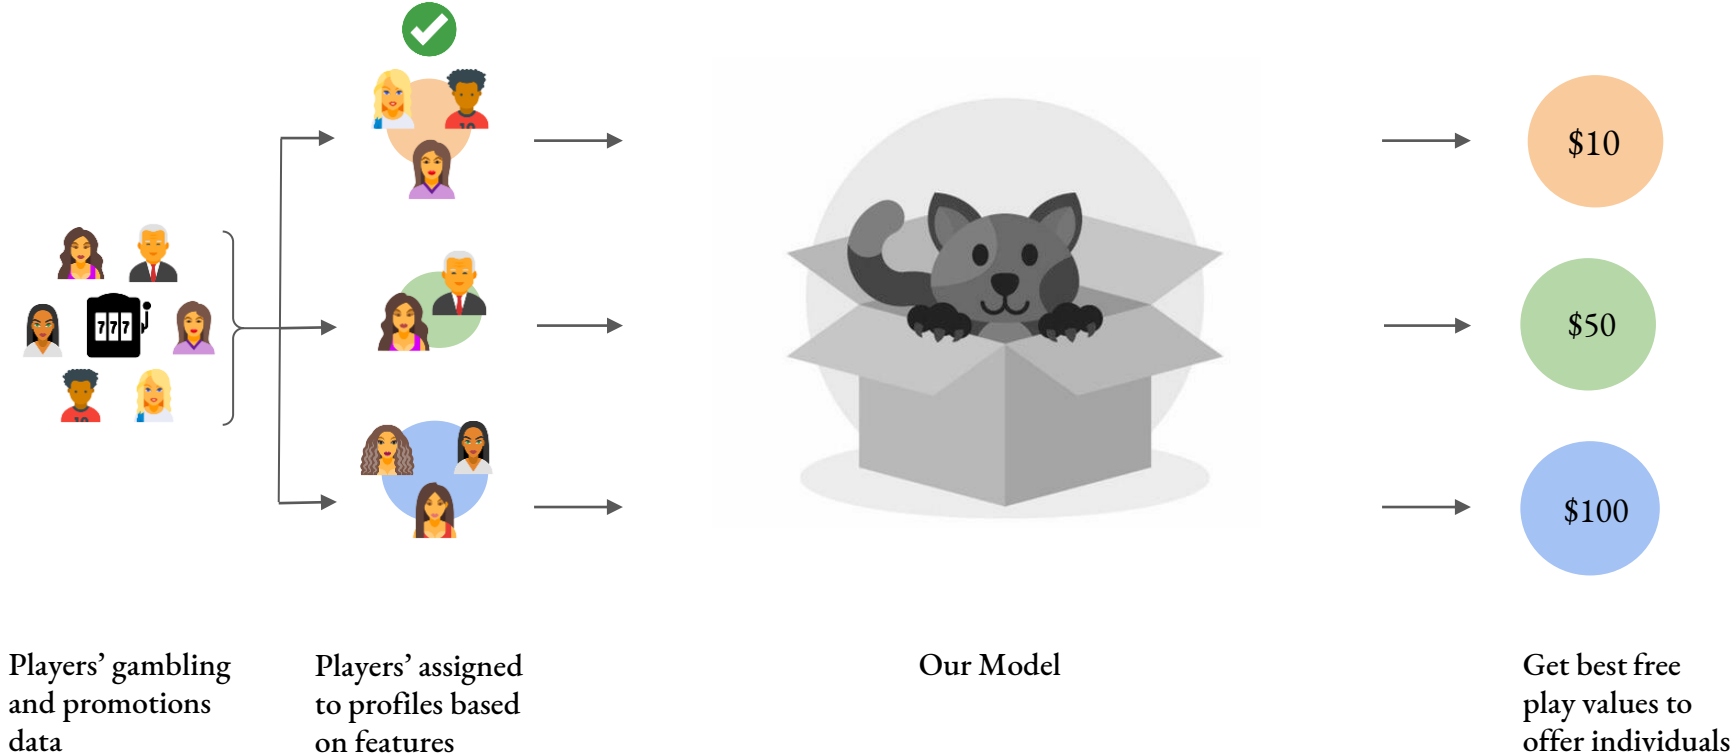 $10
777
$50
$100
Players’ gambling
and promotions
data
Players’ assigned
to profiles based
on features
Our Model
Get best free
play values to
offer individuals